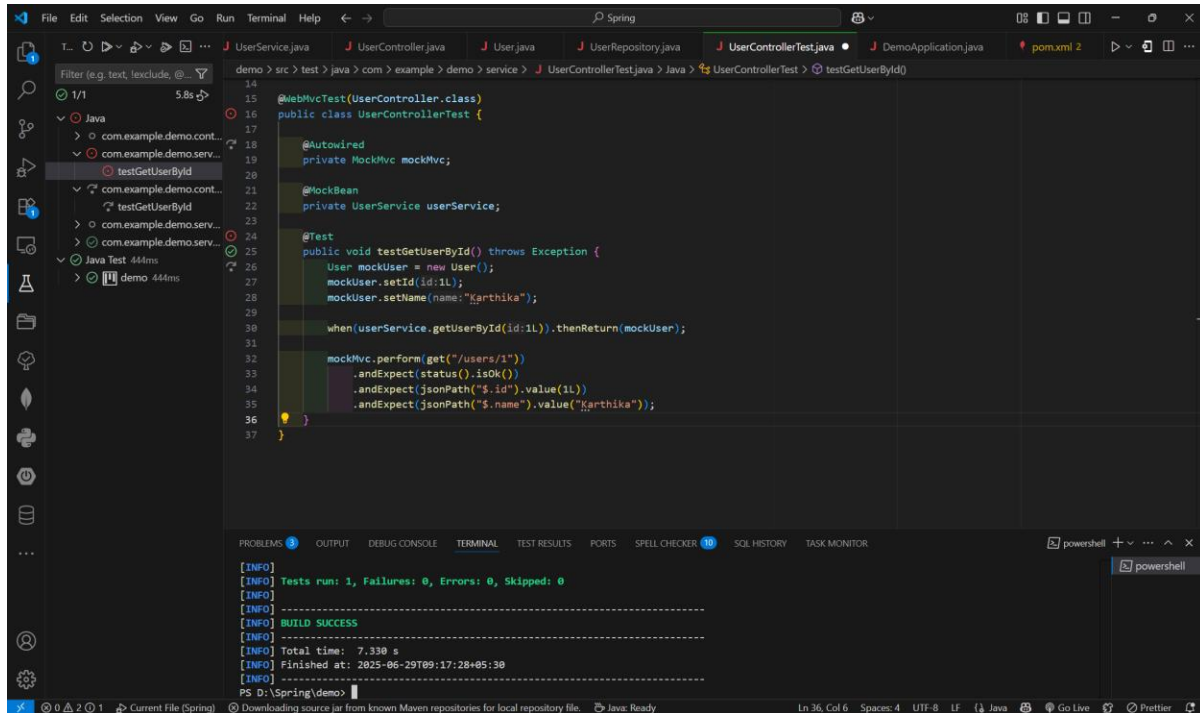 File Edit Selection View Go Run Terminal Help
Spring
T...
UserService.java UserController.java User.java UserRepository.java UserControllerTest.java DemoApplication.java pom.xml 2
Filter (e.g. text, !exclude, @...
demo > src > test > java > com > example > demo > service > UserControllerTest.java > Java > UserControllerTest > testGetUserById()
1/1 5.8s
Java
com.example.demo.cont...
com.example.demo.serv...
testGetUserById
com.example.demo.cont...
testGetUserById
com.example.demo.serv...
com.example.demo.serv...
Java Test 444ms
demo 444ms
14
15 @WebMvcTest(UserController.class)
16 public class UserControllerTest {
17
18 @Autowired
19 private MockMvc mockMvc;
20
21 @MockBean
22 private UserService userService;
23
24 @Test
25 public void testGetUserById() throws Exception {
26 User mockUser = new User();
27 mockUser.setId(id:1L);
28 mockUser.setName(name:"Karthika");
29
30 when(userService.getUserById(id:1L)).thenReturn(mockUser);
31
32 mockMvc.perform(get("/users/1"))
33 .andExpect(status().isOk())
34 .andExpect(jsonPath("$.id").value(1L))
35 .andExpect(jsonPath("$.name").value("Karthika"));
36 }
37 }
PROBLEMS 3 OUTPUT DEBUG CONSOLE TERMINAL TEST RESULTS PORTS SPELL CHECKER 10 SQL HISTORY TASK MONITOR
powershell
powershell
[INFO]
[INFO] Tests run: 1, Failures: 0, Errors: 0, Skipped: 0
[INFO]
[INFO] ------------------------------------------------------------------------
[INFO] BUILD SUCCESS
[INFO] ------------------------------------------------------------------------
[INFO] Total time: 7.330 s
[INFO] Finished at: 2025-06-29T09:17:28+05:30
[INFO] ------------------------------------------------------------------------
PS D:\Spring\demo>
0 2 1 Current File (Spring) Downloading source jar from known Maven repositories for local repository file. Java: Ready Ln 36, Col 6 Spaces: 4 UTF-8 LF Java Go Live Prettier